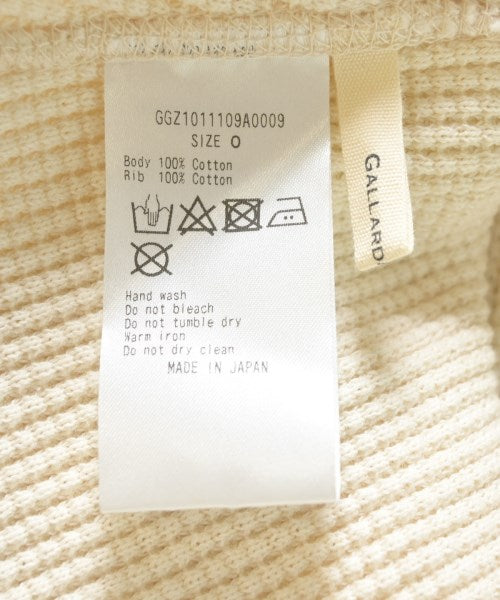 GGZ1011109A0009
SIZE 0
Body 100% Cotton
Rib 100% Cotton
Hand wash
Do not bleach
Do not tumble dry
Warm iron
Do not dry clean
MADE IN JAPAN
GALLARD